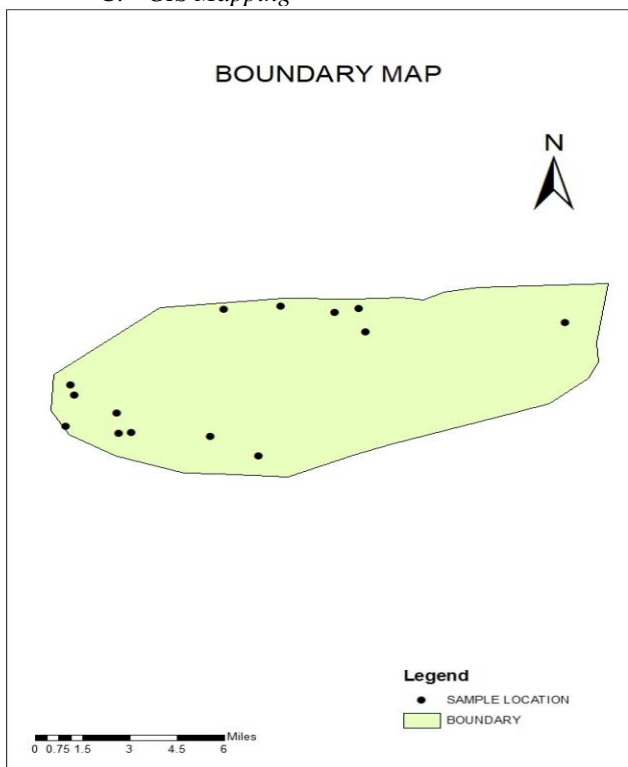 BOUNDARY MAP
N
Legend
SAMPLE LOCATION
BOUNDARY
Miles
0 0.75 1.5 3 4.5 6